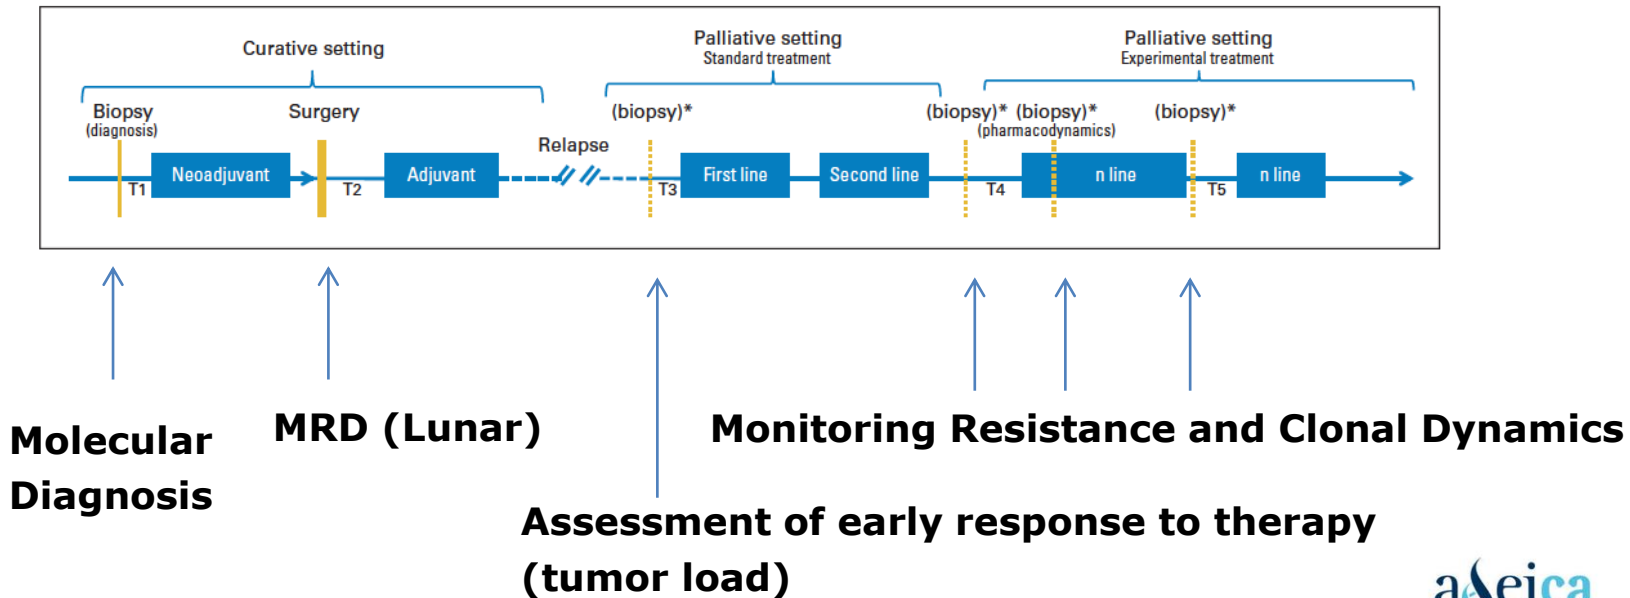 Curative setting
Palliative setting
Standard treatment
Palliative setting
Experimental treatment
Biopsy
(diagnosis)
Surgery
Relapse
(biopsy)*
(biopsy)* (biopsy)*
(pharmacodynamics)
(biopsy)*
T1
Neoadjuvant
T2
Adjuvant
T3
First line
Second line
T4
n line
T5
n line
Molecular
Diagnosis
MRD (Lunar)
Monitoring Resistance and Clonal Dynamics
Assessment of early response to therapy
(tumor load)
aseica